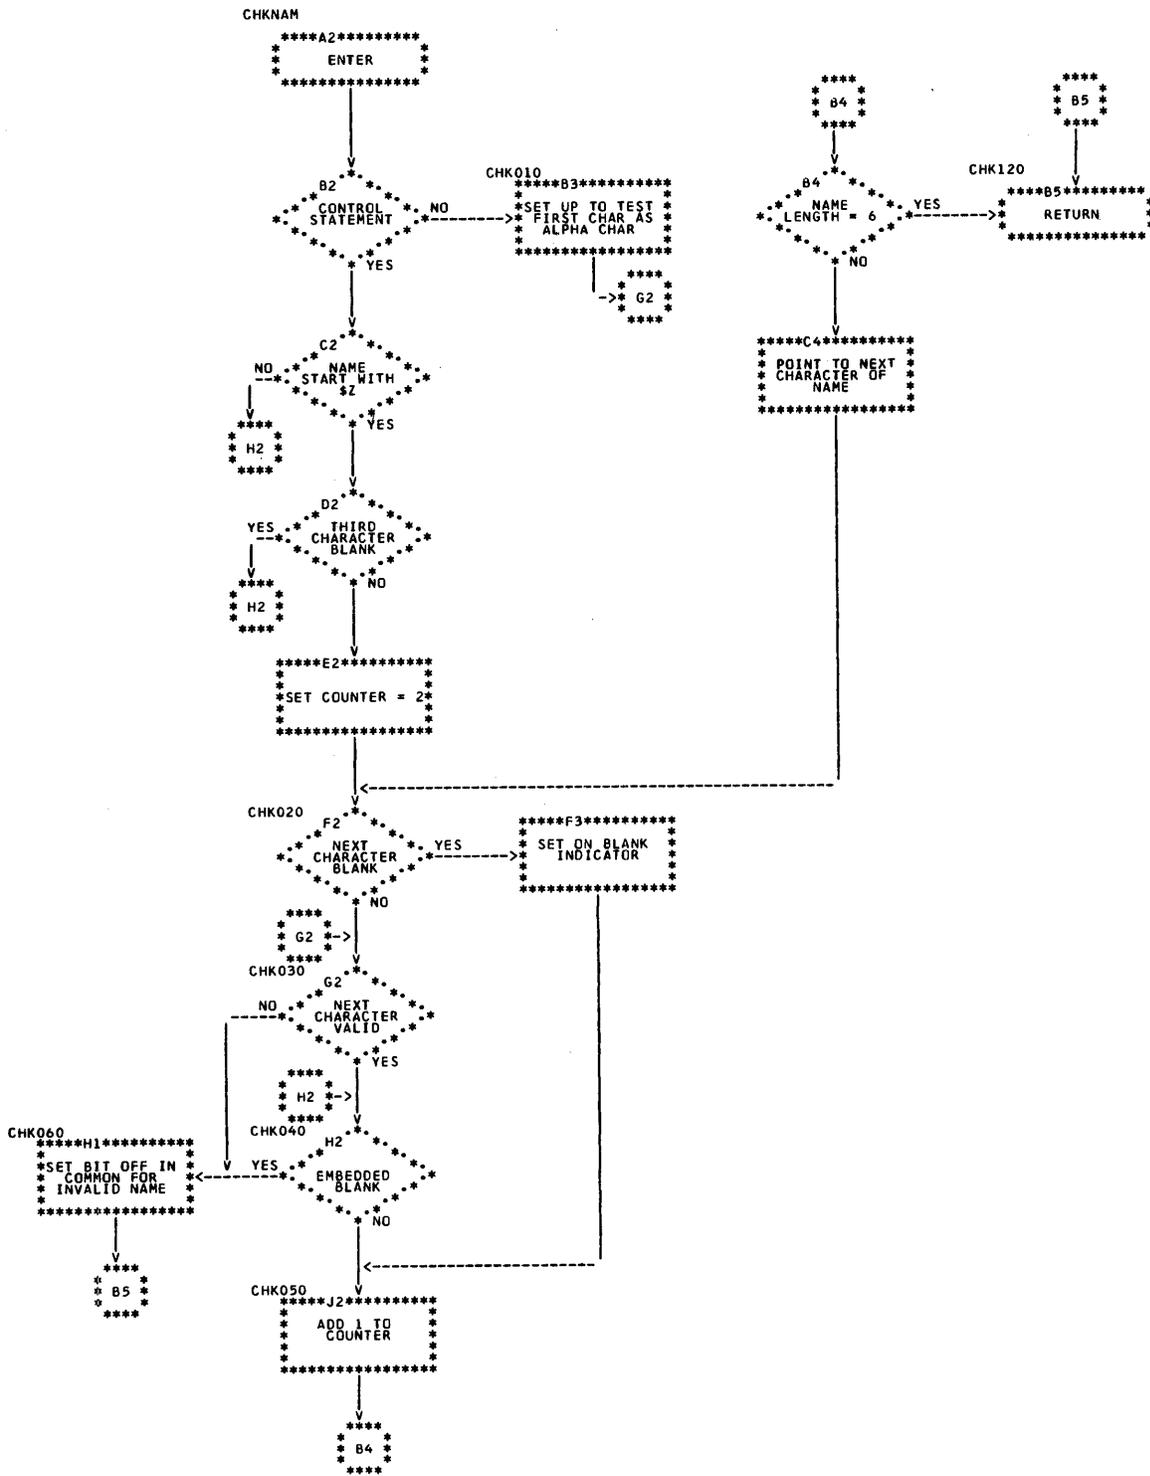 CHKNAM
A2
ENTER
B4
B5
B2
CONTROL
STATEMENT
NO
YES
CHK010
B3
SET UP TO TEST
FIRST CHAR AS
ALPHA CHAR
G2
B4
NAME
LENGTH = 6
YES
NO
CHK120
B5
RETURN
C2
NAME
START WITH
$Z
NO
YES
H2
C4
POINT TO NEXT
CHARACTER OF
NAME
D2
THIRD
CHARACTER
BLANK
YES
NO
H2
E2
SET COUNTER = 2
CHK020
F2
NEXT
CHARACTER
BLANK
YES
NO
F3
SET ON BLANK
INDICATOR
G2
CHK030
G2
NEXT
CHARACTER
VALID
NO
YES
H2
CHK040
H2
EMBEDDED
BLANK
YES
NO
CHK060
H1
SET BIT OFF IN
COMMON FOR
INVALID NAME
B5
CHK050
J2
ADD 1 TO
COUNTER
B4